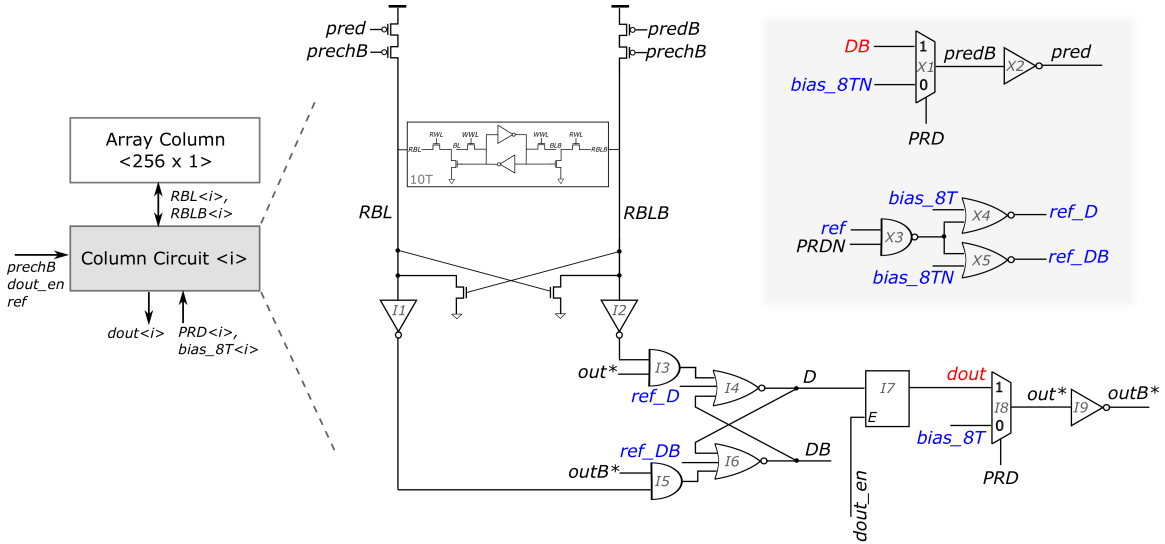 pred
prechB
predB
prechB
DB
1
X1
predB
X2
pred
bias_8TN
0
PRD
Array Column
<256 x 1>
RBL<i>,
RBLB<i>
Column Circuit <i>
prechB
dout_en
ref
dout<i>
PRD<i>,
bias_8T<i>
RWL
WWL
WWL
RWL
RBL
BL
BLB
RBLB
10T
RBL
RBLB
bias_8T
X4
ref_D
ref
X3
PRDN
X5
ref_DB
bias_8TN
I1
I2
out*
I3
ref_D
I4
D
I7
E
dout
1
I8
out*
I9
outB*
bias_8T
0
PRD
ref_DB
I6
DB
outB*
I5
dout_en